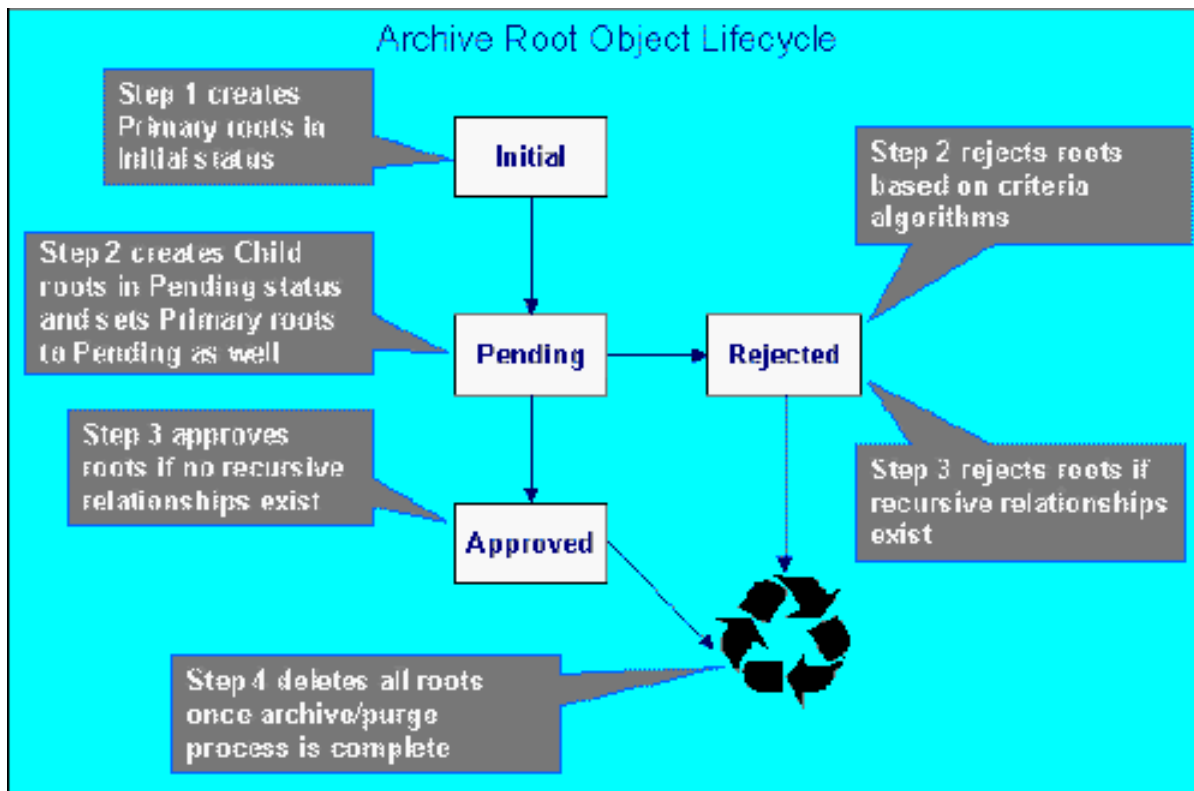 Archive Root Object Lifecycle
Step 1 creates
Primary roots in
Initial status
Initial
Step 2 rejects roots
based on criteria
algorithms
Step 2 creates Child
roots in Pending status
and sets Primary roots
to Pending as well
Pending
Rejected
Step 3 approves
roots if no recursive
relationships exist
Step 3 rejects roots if
recursive relationships
exist
Approved
Step 4 deletes all roots
once archive/purge
process is complete